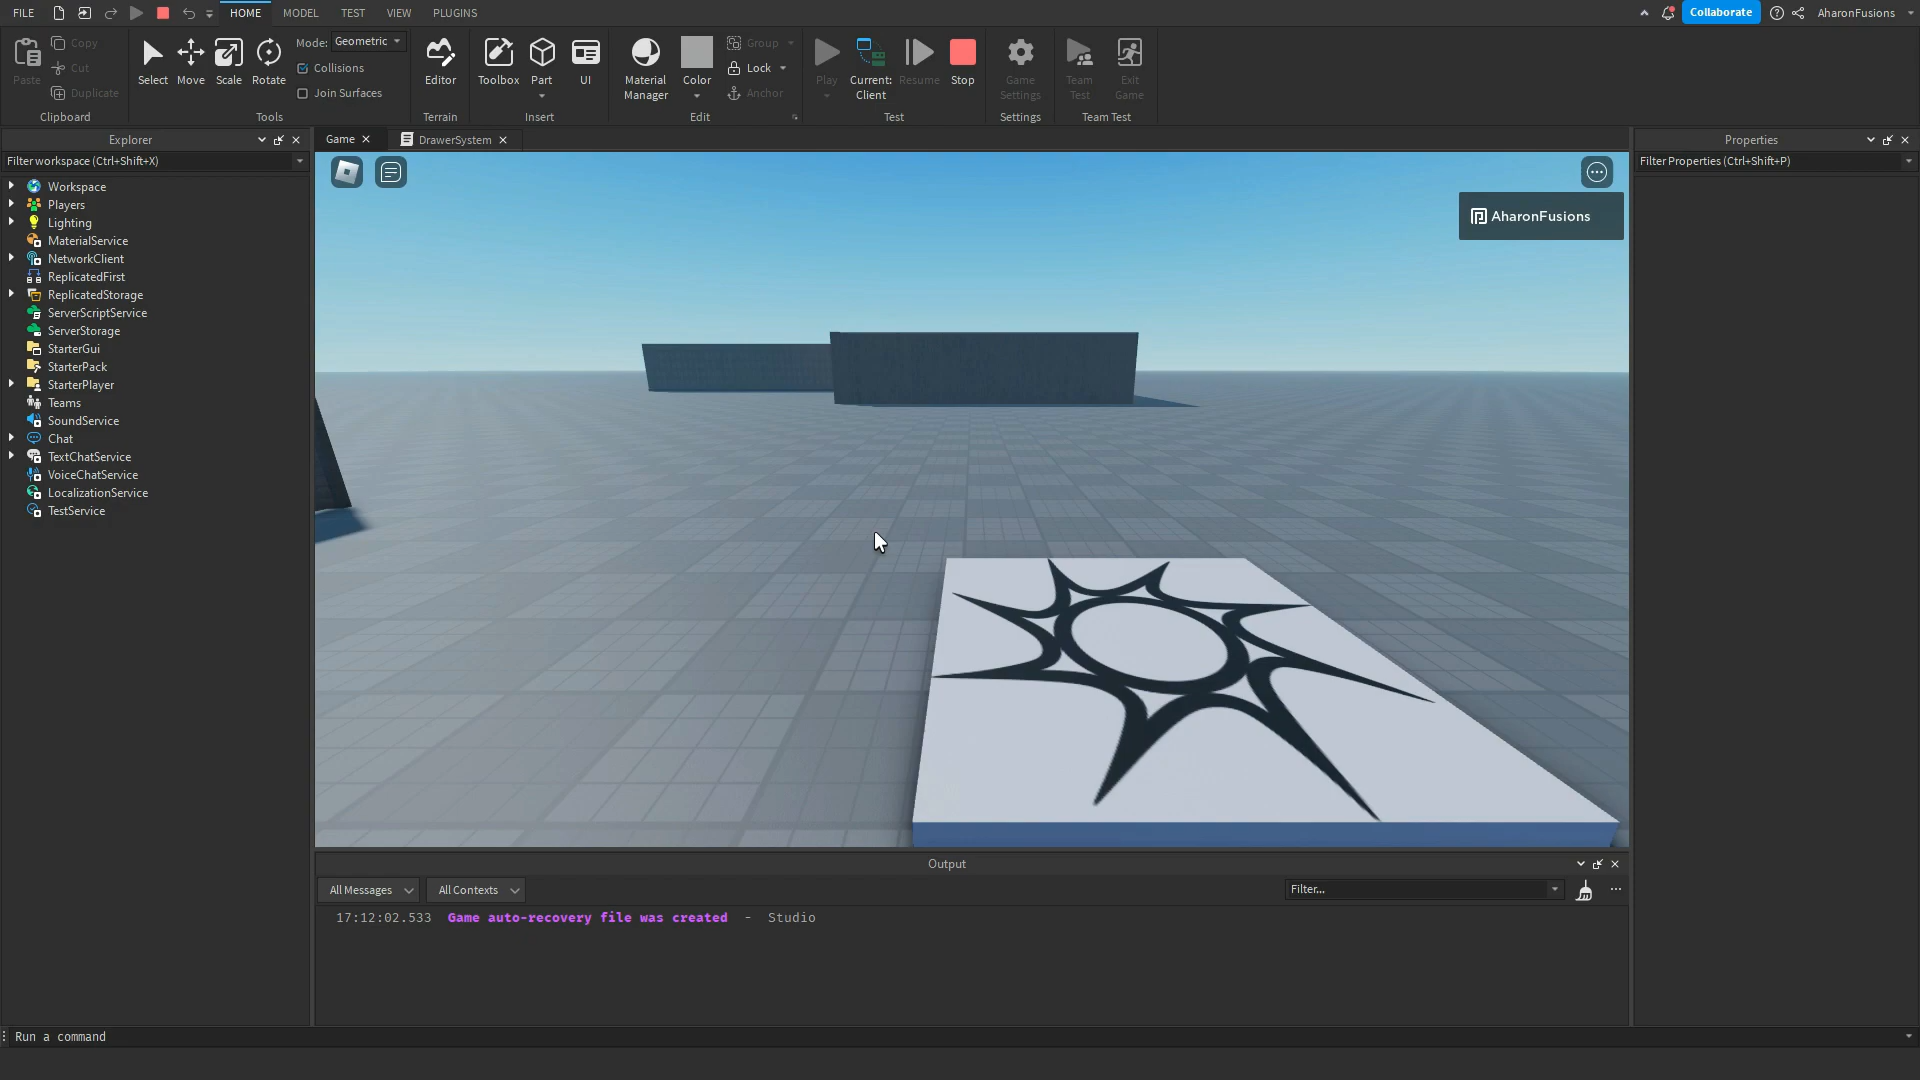 FILE HOME MODEL TEST VIEW PLUGINS Collaborate AharonFusions
Paste Copy Cut Duplicate Clipboard
Select Move Scale Rotate Mode: Geometric Collisions Join Surfaces Tools
Editor Terrain
Toolbox Part UI Insert
Material Manager Color Group Lock Anchor Edit
Play Current: Client Resume Stop Test
Game Settings Settings
Team Test Exit Game Team Test
Explorer
Filter workspace (Ctrl+Shift+X)
Workspace
Players
Lighting
MaterialService
NetworkClient
ReplicatedFirst
ReplicatedStorage
ServerScriptService
ServerStorage
StarterGui
StarterPack
StarterPlayer
Teams
SoundService
Chat
TextChatService
VoiceChatService
LocalizationService
TestService
Game DrawerSystem
AharonFusions
Properties
Filter Properties (Ctrl+Shift+P)
Output
All Messages All Contexts Filter...
17:12:02.533 Game auto-recovery file was created - Studio
Run a command